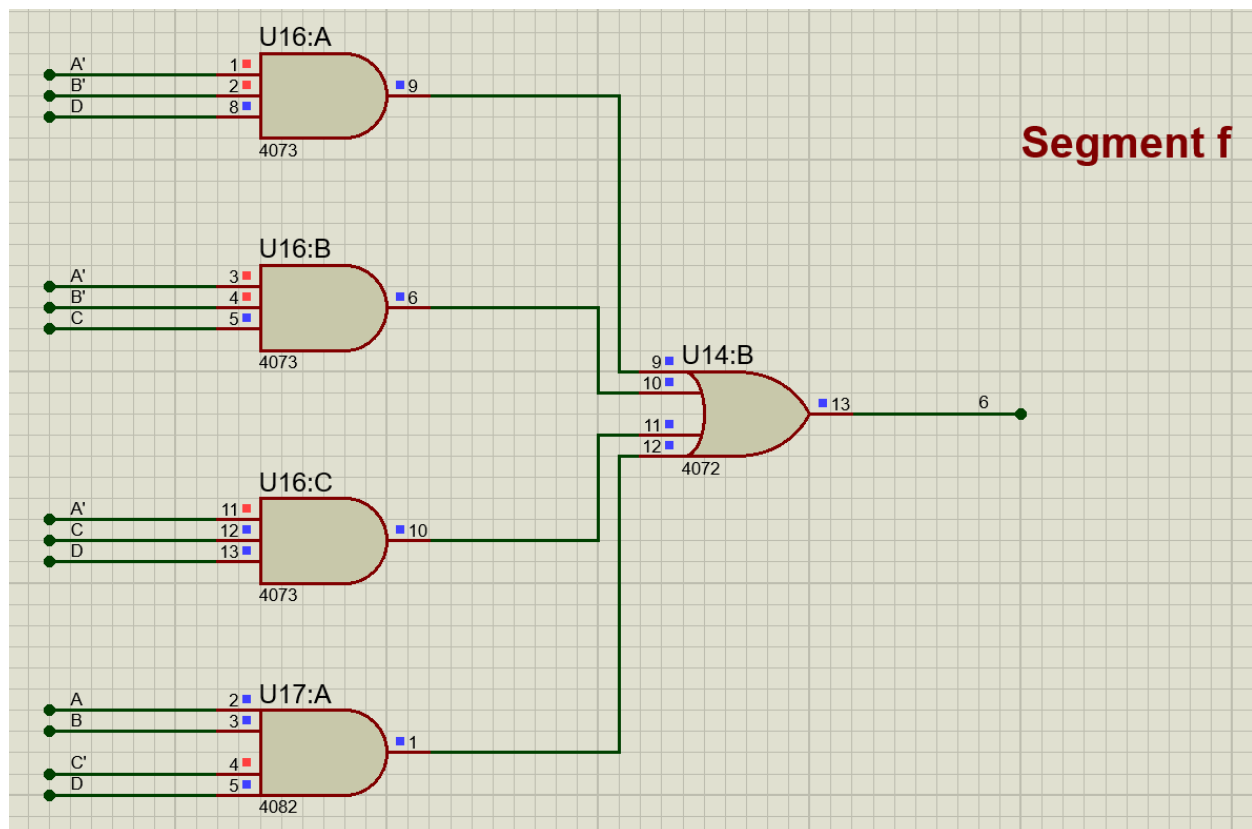 U16:A
A' 1
B' 2
D 8
9
4073
Segment f
U16:B
A' 3
B' 4
C 5
6
4073
U14:B
9
10
11
12
13
6
4072
U16:C
A' 11
C 12
D 13
10
4073
U17:A
A 2
B 3
C' 4
D 5
1
4082